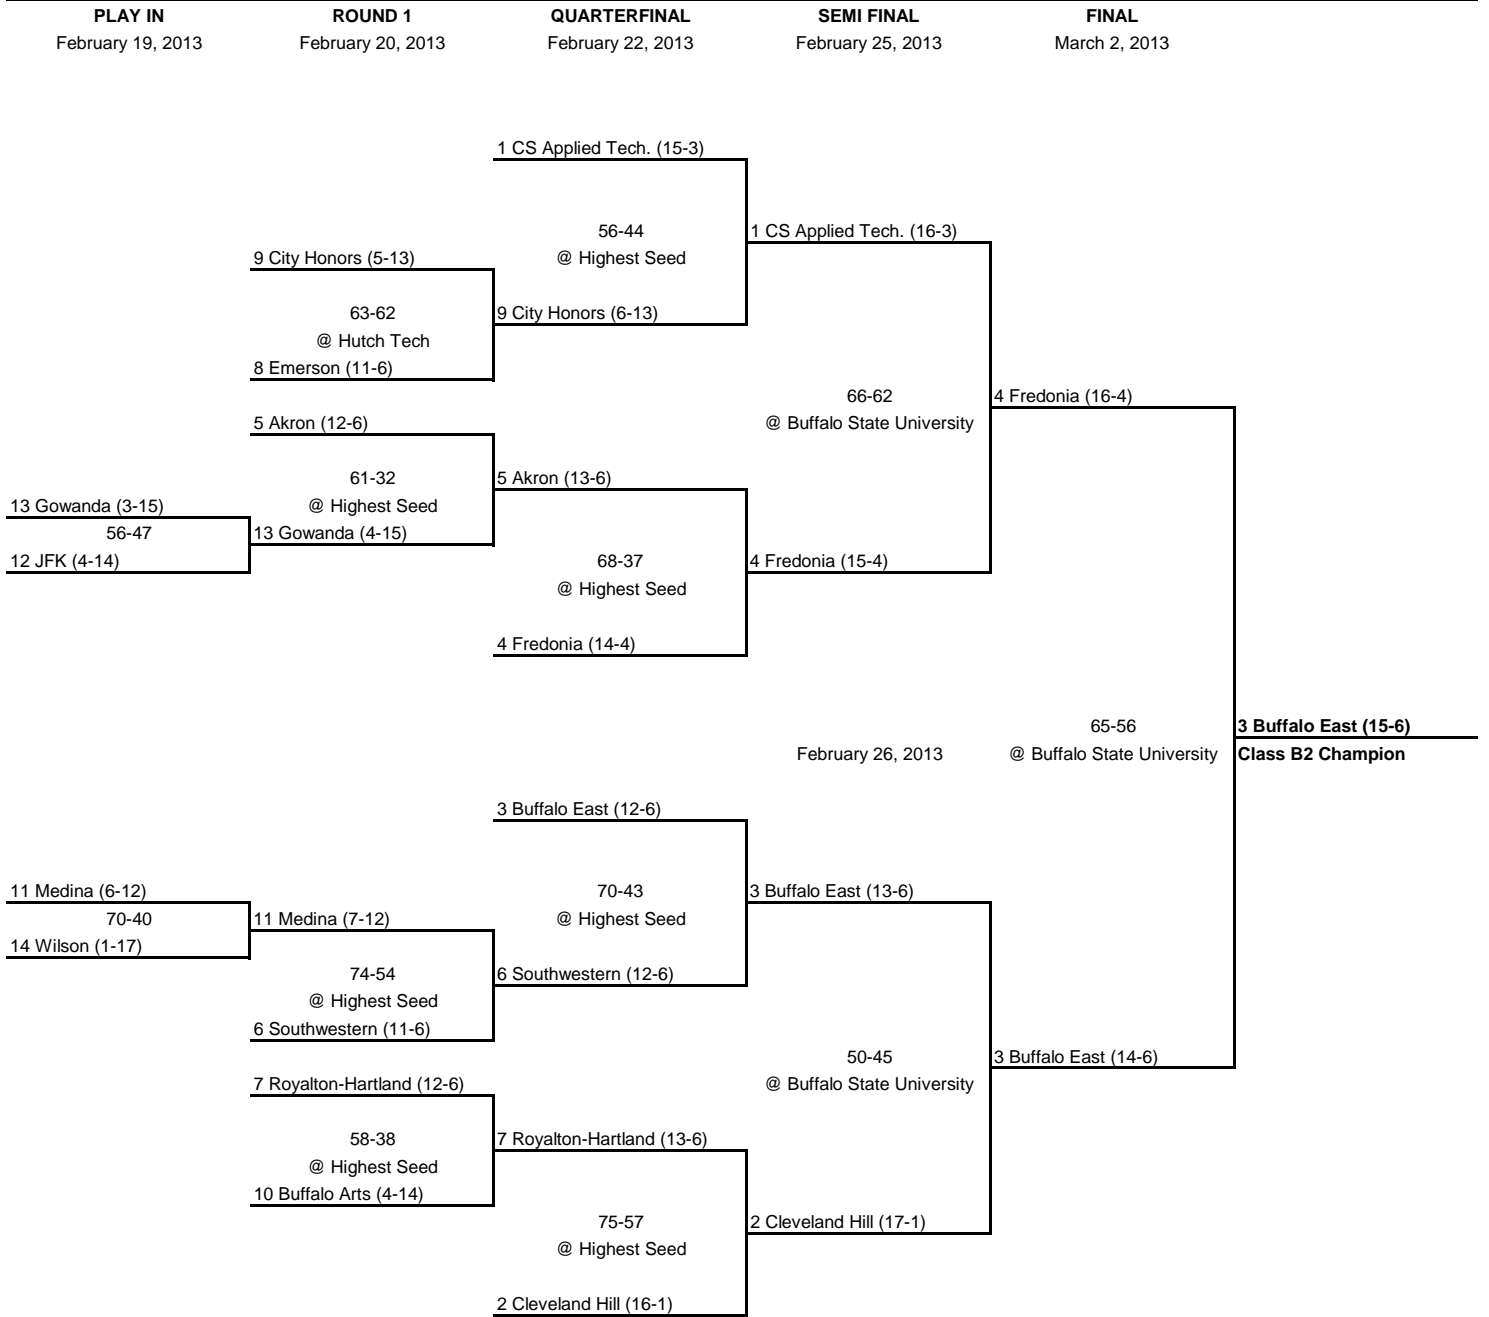 PLAY IN ROUND 1 QUARTERFINAL SEMI FINAL FINAL
February 19, 2013 February 20, 2013 February 22, 2013 February 25, 2013 March 2, 2013
1 CS Applied Tech. (15-3)
56-44 1 CS Applied Tech. (16-3)
9 City Honors (5-13) @ Highest Seed
63-62 9 City Honors (6-13)
@ Hutch Tech
8 Emerson (11-6)
66-62 4 Fredonia (16-4)
5 Akron (12-6) @ Buffalo State University
61-32 5 Akron (13-6)
13 Gowanda (3-15) @ Highest Seed
56-47 13 Gowanda (4-15)
12 JFK (4-14) 68-37 4 Fredonia (15-4)
@ Highest Seed
4 Fredonia (14-4)
65-56 3 Buffalo East (15-6)
February 26, 2013 @ Buffalo State University Class B2 Champion
3 Buffalo East (12-6)
11 Medina (6-12) 70-43 3 Buffalo East (13-6)
70-40 11 Medina (7-12) @ Highest Seed
14 Wilson (1-17)
74-54 6 Southwestern (12-6)
@ Highest Seed
6 Southwestern (11-6)
50-45 3 Buffalo East (14-6)
7 Royalton-Hartland (12-6) @ Buffalo State University
58-38 7 Royalton-Hartland (13-6)
@ Highest Seed
10 Buffalo Arts (4-14)
75-57 2 Cleveland Hill (17-1)
@ Highest Seed
2 Cleveland Hill (16-1)